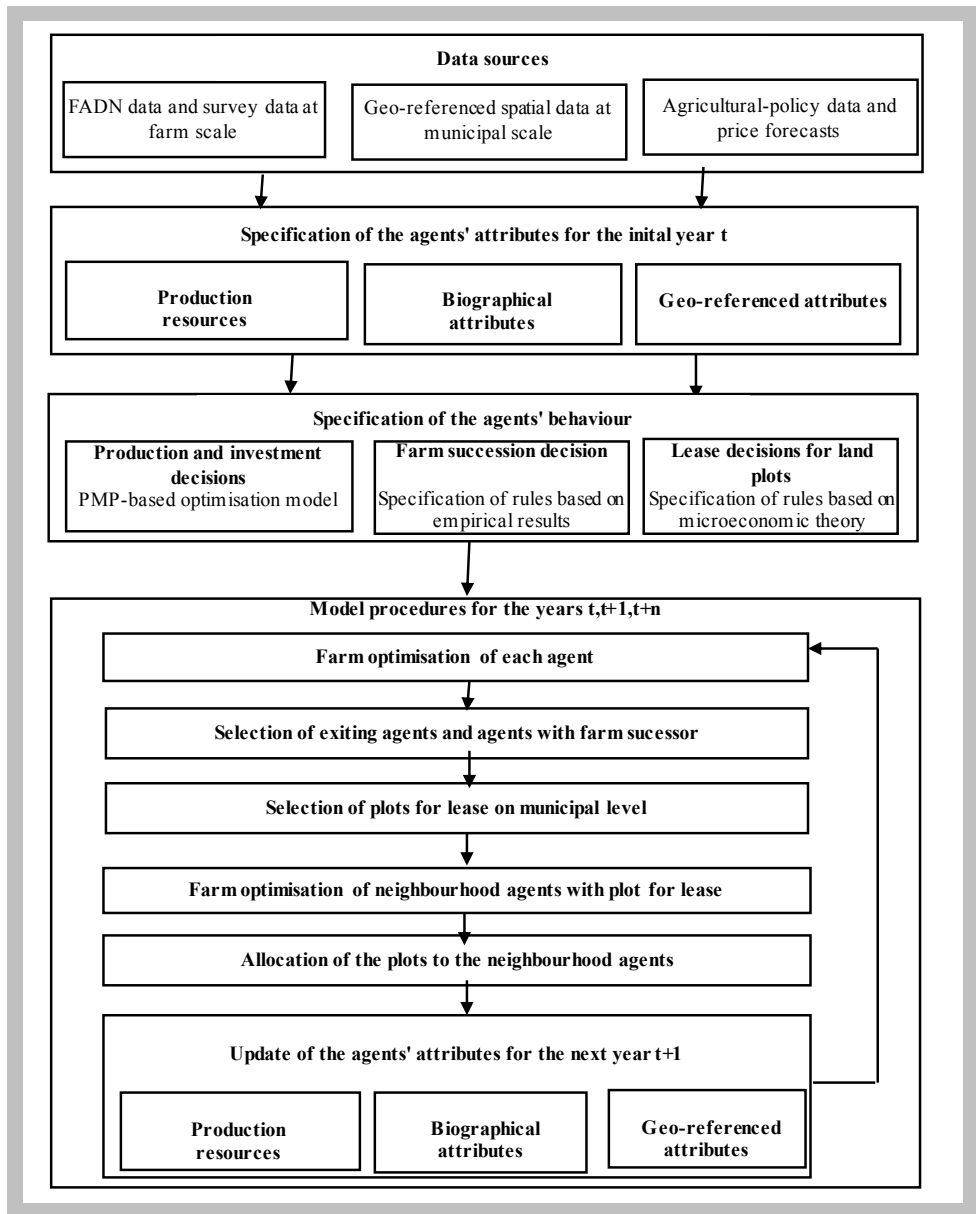 Data sources
FADN data and survey data at
farm scale
Geo-referenced spatial data at
municipal scale
Agricultural-policy data and
price forecasts
Specification of the agents' attributes for the inital year t
Production
resources
Biographical
attributes
Geo-referenced attributes
Specification of the agents' behaviour
Production and investment
decisions
PMP-based optimisation model
Farm succession decision
Specification of rules based on
empirical results
Lease decisions for land
plots
Specification of rules based on
microeconomic theory
Model procedures for the years t,t+1,t+n
Farm optimisation of each agent
Selection of exiting agents and agents with farm sucessor
Selection of plots for lease on municipal level
Farm optimisation of neighbourhood agents with plot for lease
Allocation of the plots to the neighbourhood agents
Update of the agents' attributes for the next year t+1
Production
resources
Biographical
attributes
Geo-referenced
attributes